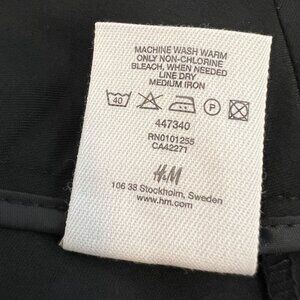 MACHINE WASH WARM
ONLY NON-CHLORINE
BLEACH, WHEN NEEDED
LINE DRY
MEDIUM IRON
40 P
447340
RN0101255
CA42271
H&M
106 38 Stockholm, Sweden
www.hm.com